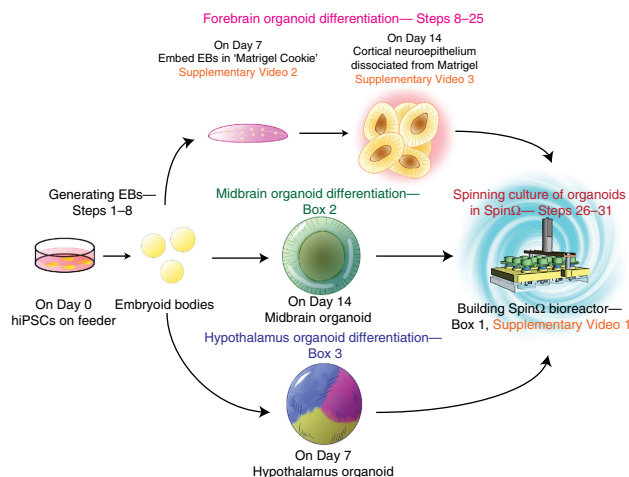 Forebrain organoid differentiation— Steps 8–25
On Day 7
Embed EBs in ‘Matrigel Cookie’
Supplementary Video 2
On Day 14
Cortical neuroepithelium
dissociated from Matrigel
Supplementary Video 3
Generating EBs—
Steps 1–8
On Day 0
hiPSCs on feeder
Embryoid bodies
Midbrain organoid differentiation—
Box 2
On Day 14
Midbrain organoid
Hypothalamus organoid differentiation—
Box 3
On Day 7
Hypothalamus organoid
Spinning culture of organoids
in SpinΩ— Steps 26–31
Building SpinΩ bioreactor—
Box 1, Supplementary Video 1